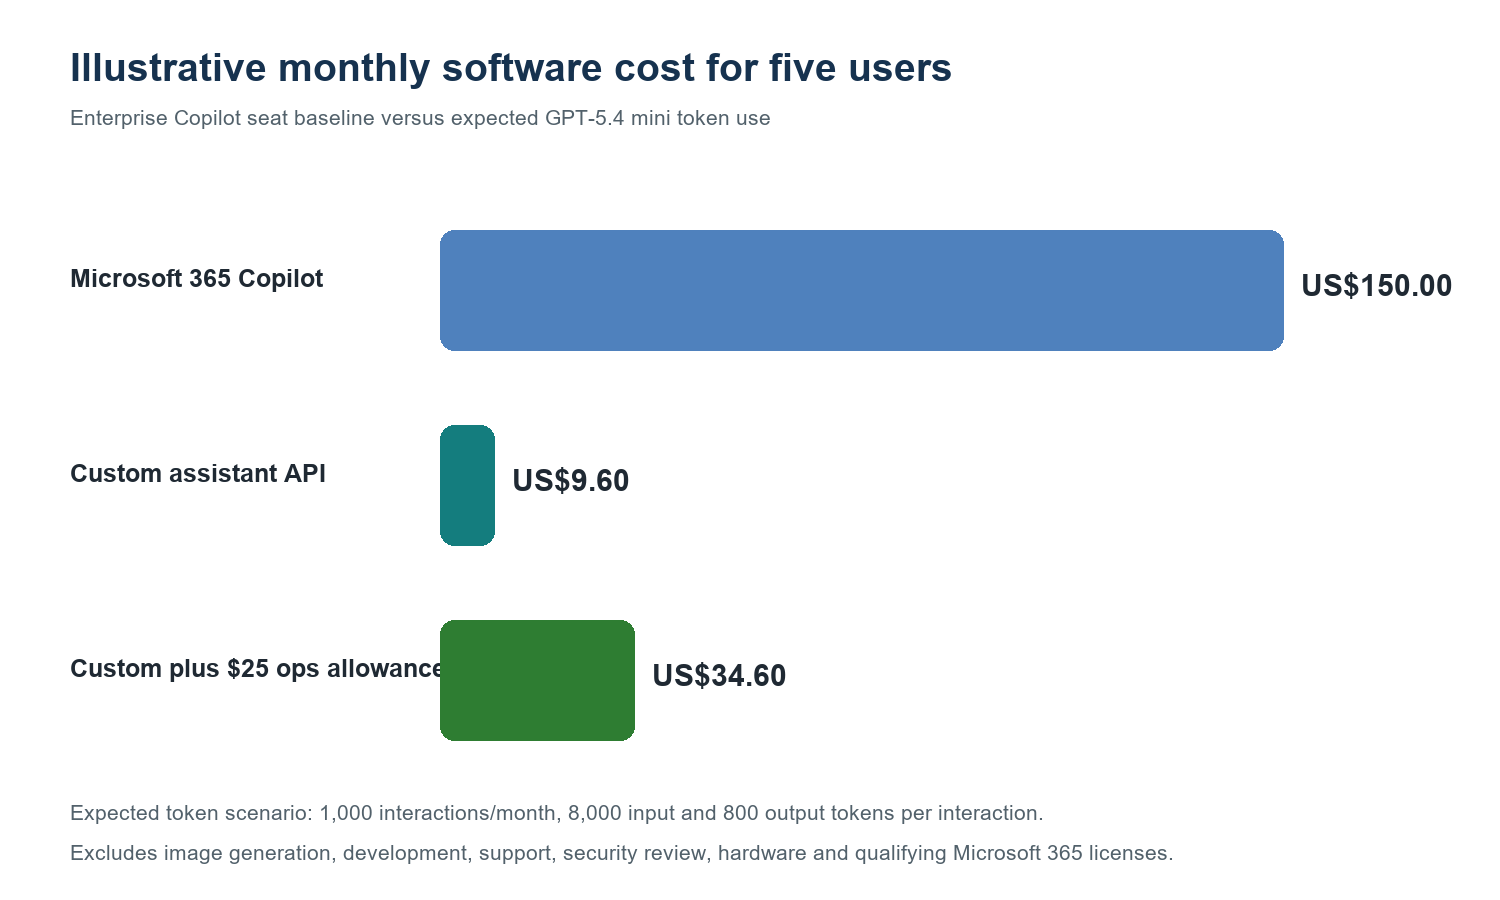 Illustrative monthly software cost for five users
Enterprise Copilot seat baseline versus expected GPT-5.4 mini token use
Microsoft 365 Copilot
US$150.00
Custom assistant API
US$9.60
Custom plus $25 ops allowance
US$34.60
Expected token scenario: 1,000 interactions/month, 8,000 input and 800 output tokens per interaction.
Excludes image generation, development, support, security review, hardware and qualifying Microsoft 365 licenses.